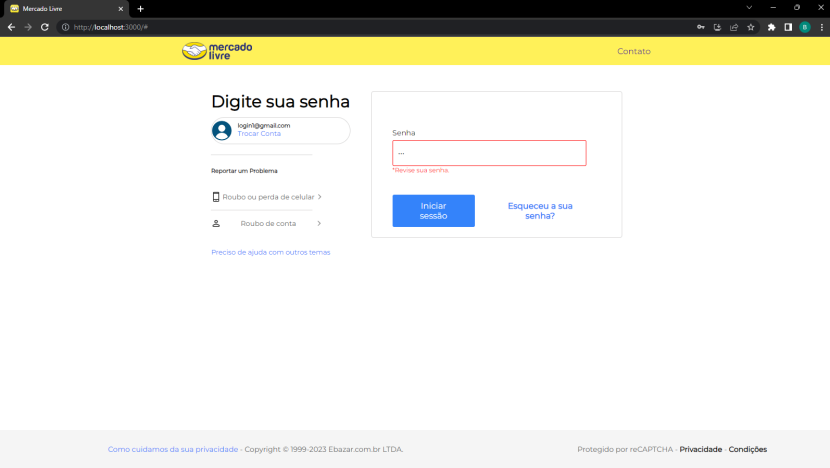 Mercado Livre
http://localhost:3000/#
B
mercado
livre
Contato
Digite sua senha
login1@gmail.com
Trocar Conta
Reportar um Problema
Roubo ou perda de celular
Roubo de conta
Preciso de ajuda com outros temas
Senha
*Revise sua senha.
Iniciar
sessão
Esqueceu a sua
senha?
Como cuidamos da sua privacidade - Copyright © 1999-2023 Ebazar.com.br LTDA.
Protegido por reCAPTCHA - Privacidade - Condições